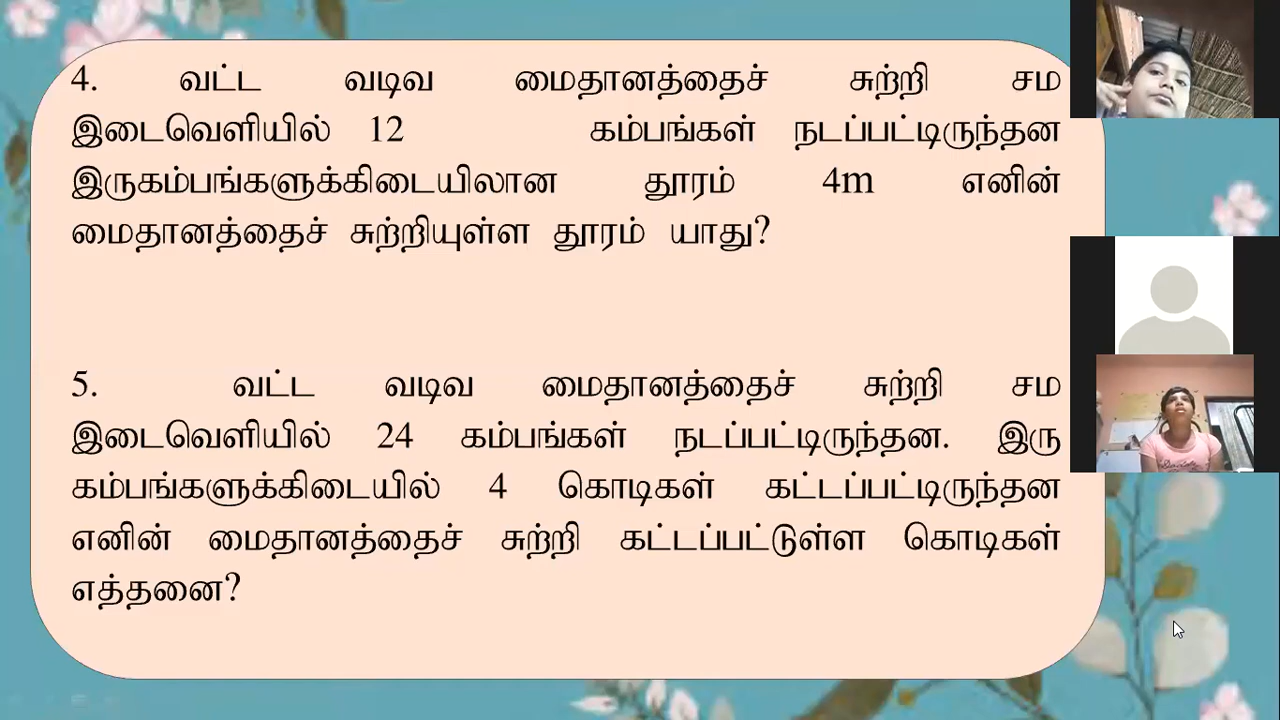 4. வட்ட வடிவ மைதானத்தைச் சுற்றி சம
இடைவெளியில் 12 கம்பங்கள் நடப்பட்டிருந்தன
இருகம்பங்களுக்கிடையிலான தூரம் 4m எனின்
மைதானத்தைச் சுற்றியுள்ள தூரம் யாது?
5. வட்ட வடிவ மைதானத்தைச் சுற்றி சம
இடைவெளியில் 24 கம்பங்கள் நடப்பட்டிருந்தன. இரு
கம்பங்களுக்கிடையில் 4 கொடிகள் கட்டப்பட்டிருந்தன
எனின் மைதானத்தைச் சுற்றி கட்டப்பட்டுள்ள கொடிகள்
எத்தனை?